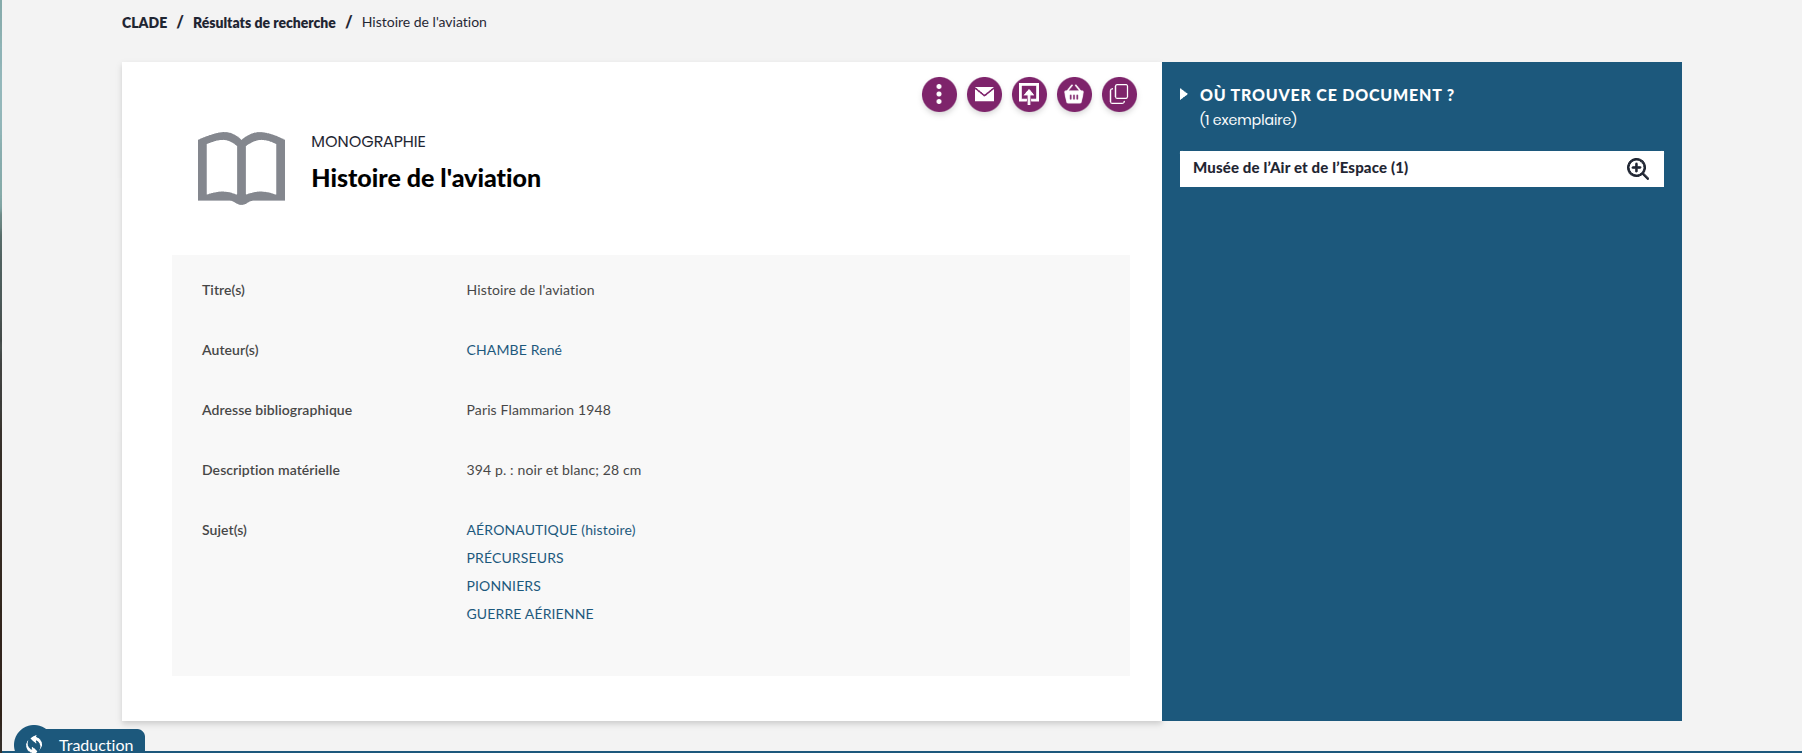 CLADE / Résultats de recherche / Histoire de l'aviation
MONOGRAPHIE
Histoire de l'aviation
Titre(s) Histoire de l'aviation
Auteur(s) CHAMBE René
Adresse bibliographique Paris Flammarion 1948
Description matérielle 394 p. : noir et blanc; 28 cm
Sujet(s) AÉRONAUTIQUE (histoire)
PRÉCURSEURS
PIONNIERS
GUERRE AÉRIENNE
OÙ TROUVER CE DOCUMENT ?
(1 exemplaire)
Musée de l’Air et de l’Espace (1)
Traduction